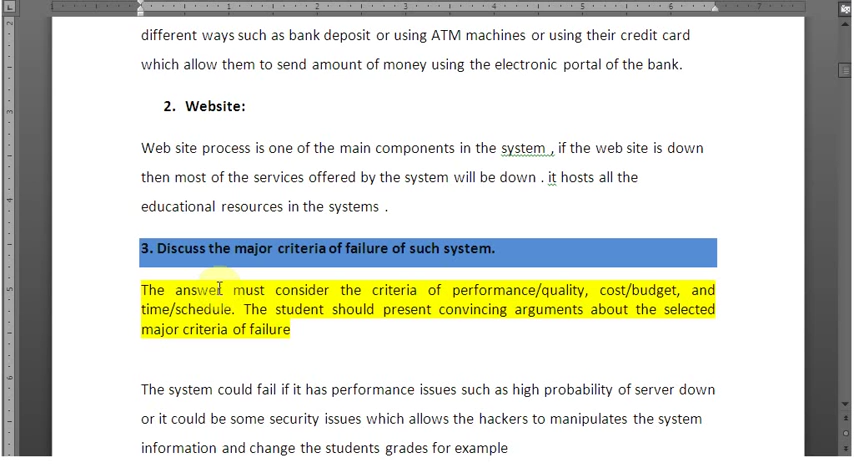 different ways such as bank deposit or using ATM machines or using their credit card
which allow them to send amount of money using the electronic portal of the bank.
2. Website:
Web site process is one of the main components in the system , if the web site is down
then most of the services offered by the system will be down . it hosts all the
educational resources in the systems .
3. Discuss the major criteria of failure of such system.
The answer must consider the criteria of performance/quality, cost/budget, and
time/schedule. The student should present convincing arguments about the selected
major criteria of failure
The system could fail if it has performance issues such as high probability of server down
or it could be some security issues which allows the hackers to manipulates the system
information and change the students grades for example